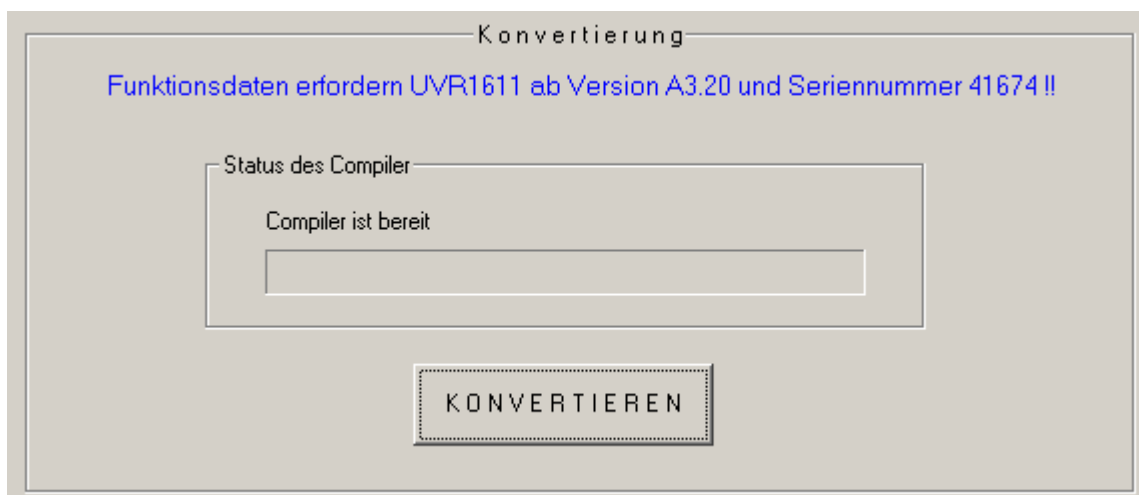 Konvertierung
Funktionsdaten erfordern UVR1611 ab Version A3.20 und Seriennummer 41674 !!
Status des Compiler
Compiler ist bereit
KONVERTIEREN